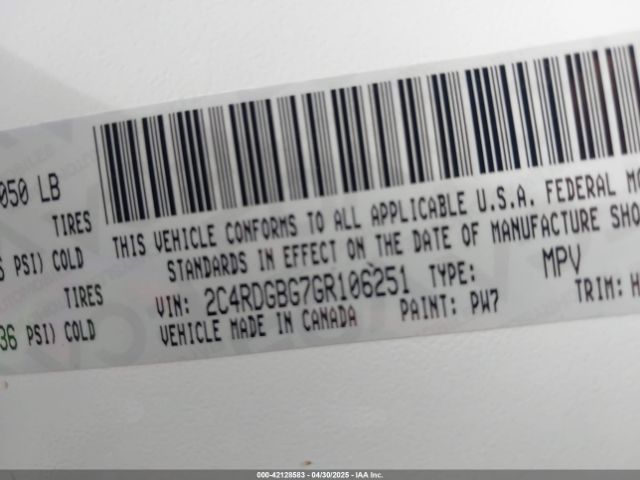 050 LB
THIS VEHICLE CONFORMS TO ALL APPLICABLE U.S.A. FEDERAL MO
TIRES
STANDARDS IN EFFECT ON THE DATE OF MANUFACTURE SHO
PSI) COLD
VIN: 2C4RDGBG7GR106251 TYPE: MPV
TIRES
VEHICLE MADE IN CANADA PAINT: PW7 TRIM: H
36 PSI) COLD
000-42128583 - 04/30/2025 - IAA Inc.